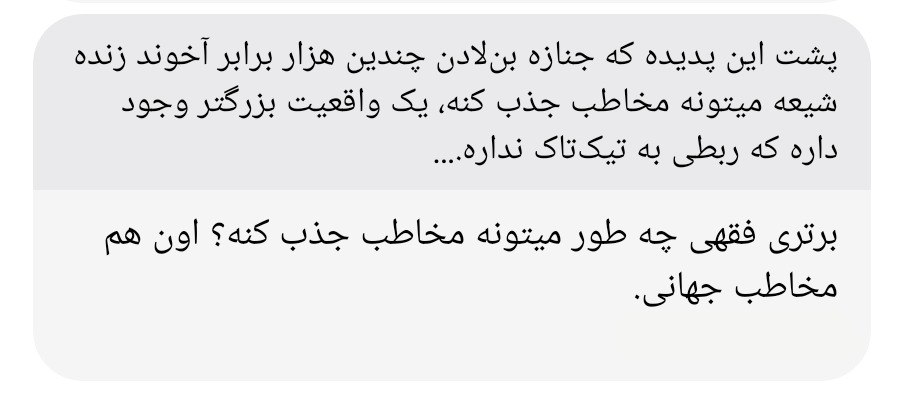 پشت این پدیده که جنازه بن‌لادن چندین هزار برابر آخوند زنده
شیعه میتونه مخاطب جذب کنه، یک واقعیت بزرگتر وجود
داره که ربطی به تیک‌تاک نداره....
برتری فقهی چه طور میتونه مخاطب جذب کنه؟ اون هم
مخاطب جهانی.